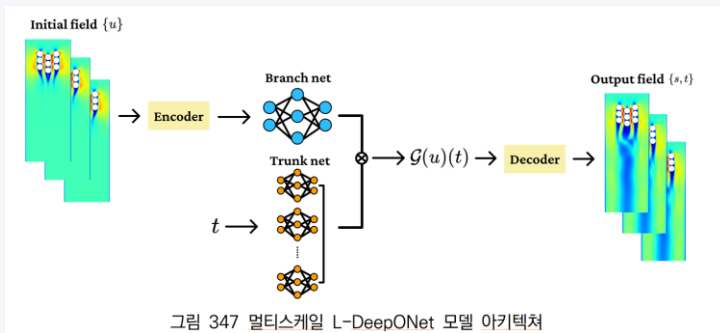 Initial field {u}
Encoder
Branch net
Trunk net
t
⊗
𝒢(u)(t)
Decoder
Output field {s,t}
그림 347 멀티스케일 L-DeepONet 모델 아키텍쳐